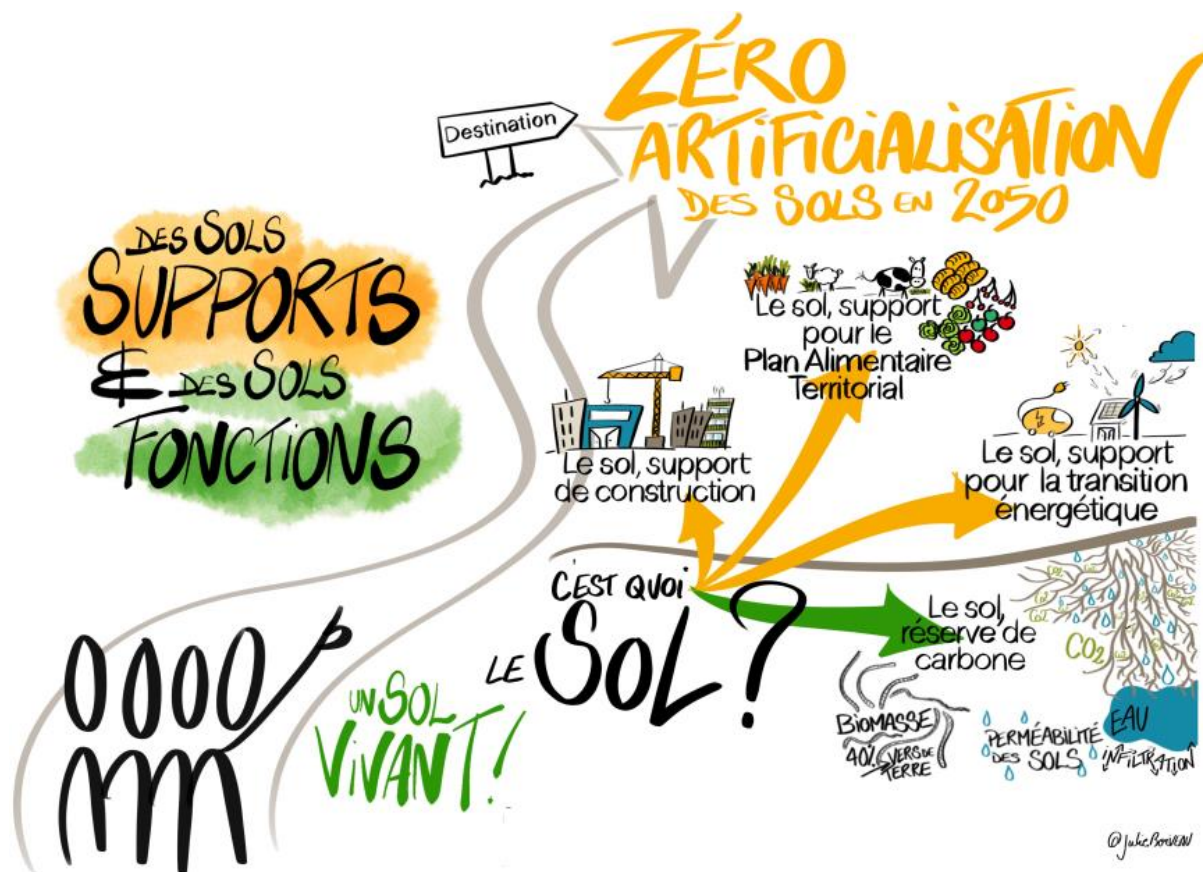 Destination
ZÉRO
ARTIFICIALISATION
DES SOLS EN 2050
DES SOLS
SUPPORTS
& DES SOLS
FONCTIONS
Le sol, support
pour le
Plan Alimentaire
Territorial
Le sol, support
de construction
Le sol, support
pour la transition
énergétique
C'EST QUOI
LE SOL ?
Le sol,
réserve de
carbone
CO2
BIOMASSE
40% VERS DE
TERRE
PERMÉABILITÉ
DES SOLS
EAU
INFILTRATION
UN SOL
VIVANT !